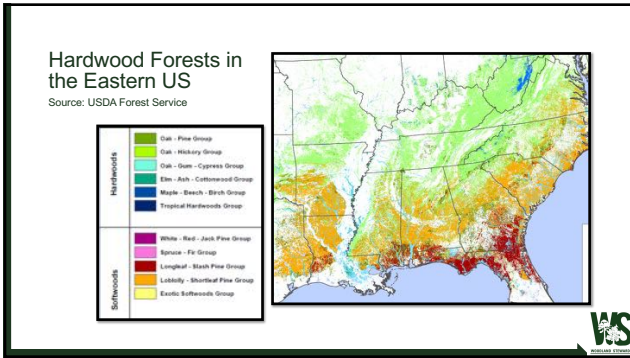 Hardwood Forests in
the Eastern US
Source: USDA Forest Service
Hardwoods
Oak - Pine Group
Oak - Hickory Group
Oak - Gum - Cypress Group
Elm - Ash - Cottonwood Group
Maple - Beech - Birch Group
Tropical Hardwoods Group
Softwoods
White - Red - Jack Pine Group
Spruce - Fir Group
Longleaf - Slash Pine Group
Loblolly - Shortleaf Pine Group
Exotic Softwoods Group
WS
WOODLAND STEWARD